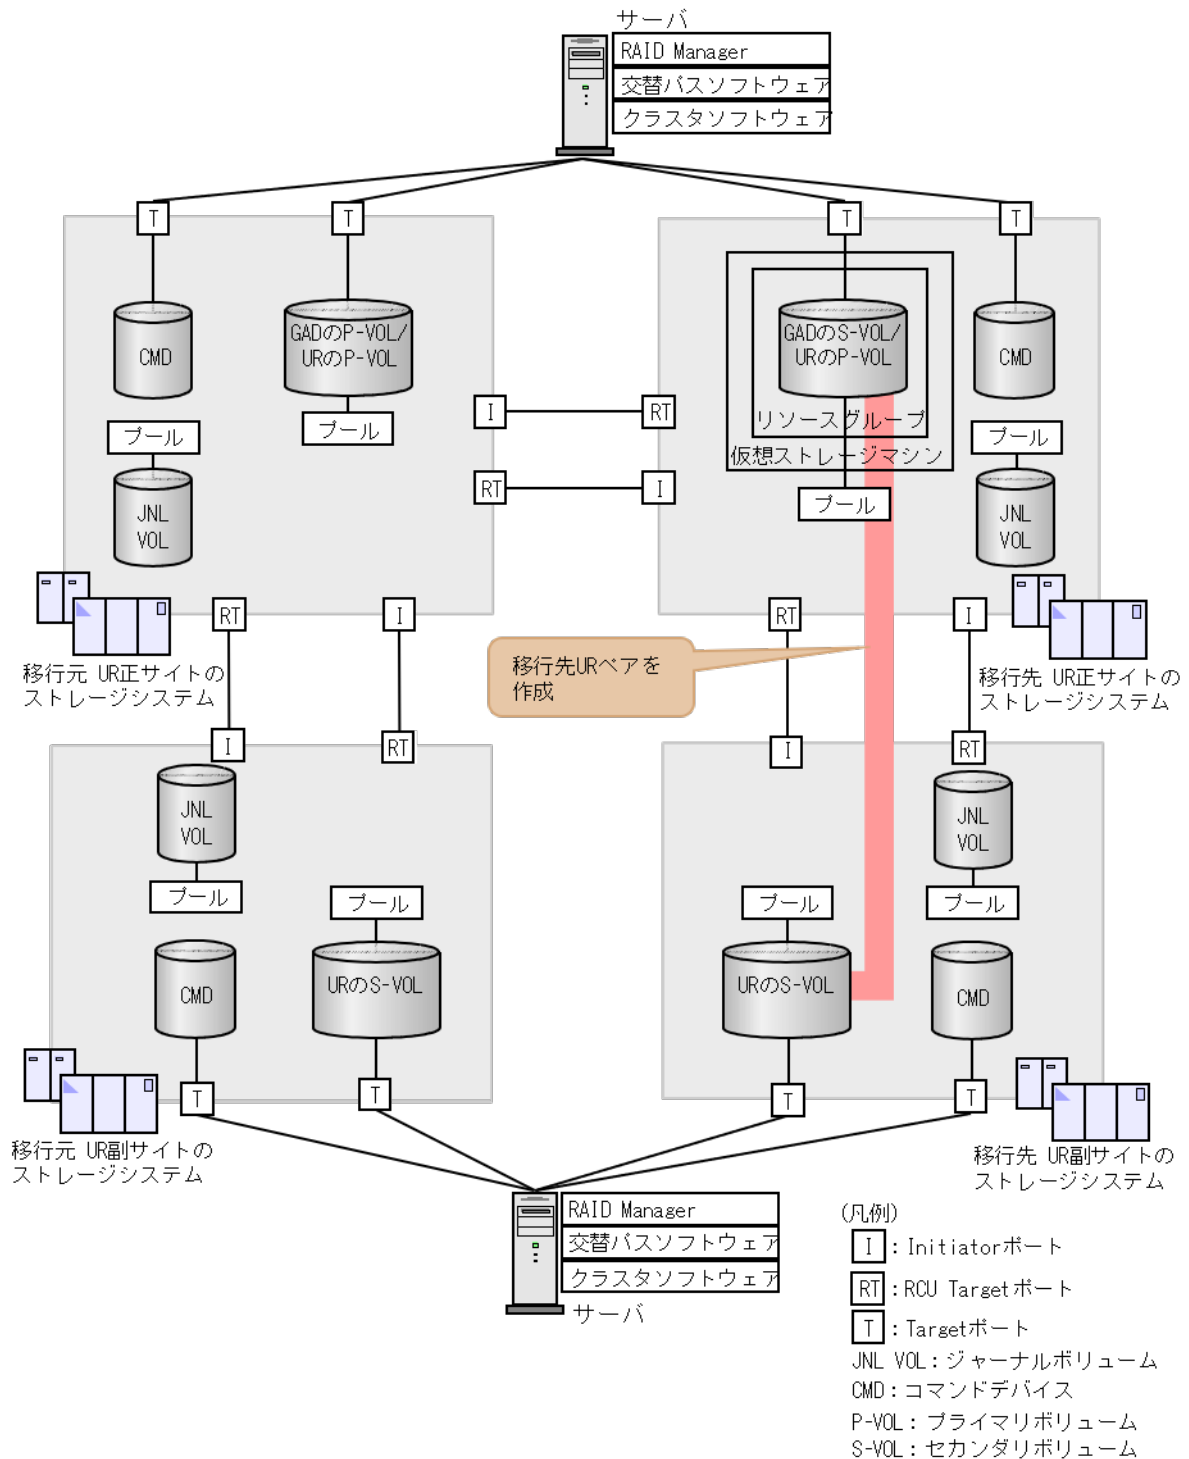 サーバ
RAID Manager
交替パスソフトウェア
クラスタソフトウェア
T
T
T
T
CMD
GADのP-VOL/
URのP-VOL
GADのS-VOL/
URのP-VOL
CMD
I
RT
リソースグループ
プール
プール
プール
仮想ストレージマシン
RT
I
プール
JNL
VOL
JNL
VOL
RT
I
RT
I
移行元 UR正サイトの
ストレージシステム
移行先URペアを
作成
移行先 UR正サイトの
ストレージシステム
I
RT
I
RT
JNL
VOL
JNL
VOL
プール
プール
プール
プール
CMD
URのS-VOL
URのS-VOL
CMD
T
T
T
T
移行元 UR副サイトの
ストレージシステム
移行先 UR副サイトの
ストレージシステム
RAID Manager
交替パスソフトウェア
クラスタソフトウェア
サーバ
(凡例)
I : Initiatorポート
RT : RCU Targetポート
T : Targetポート
JNL VOL : ジャーナルボリューム
CMD : コマンドデバイス
P-VOL : プライマリボリューム
S-VOL : セカンダリボリューム